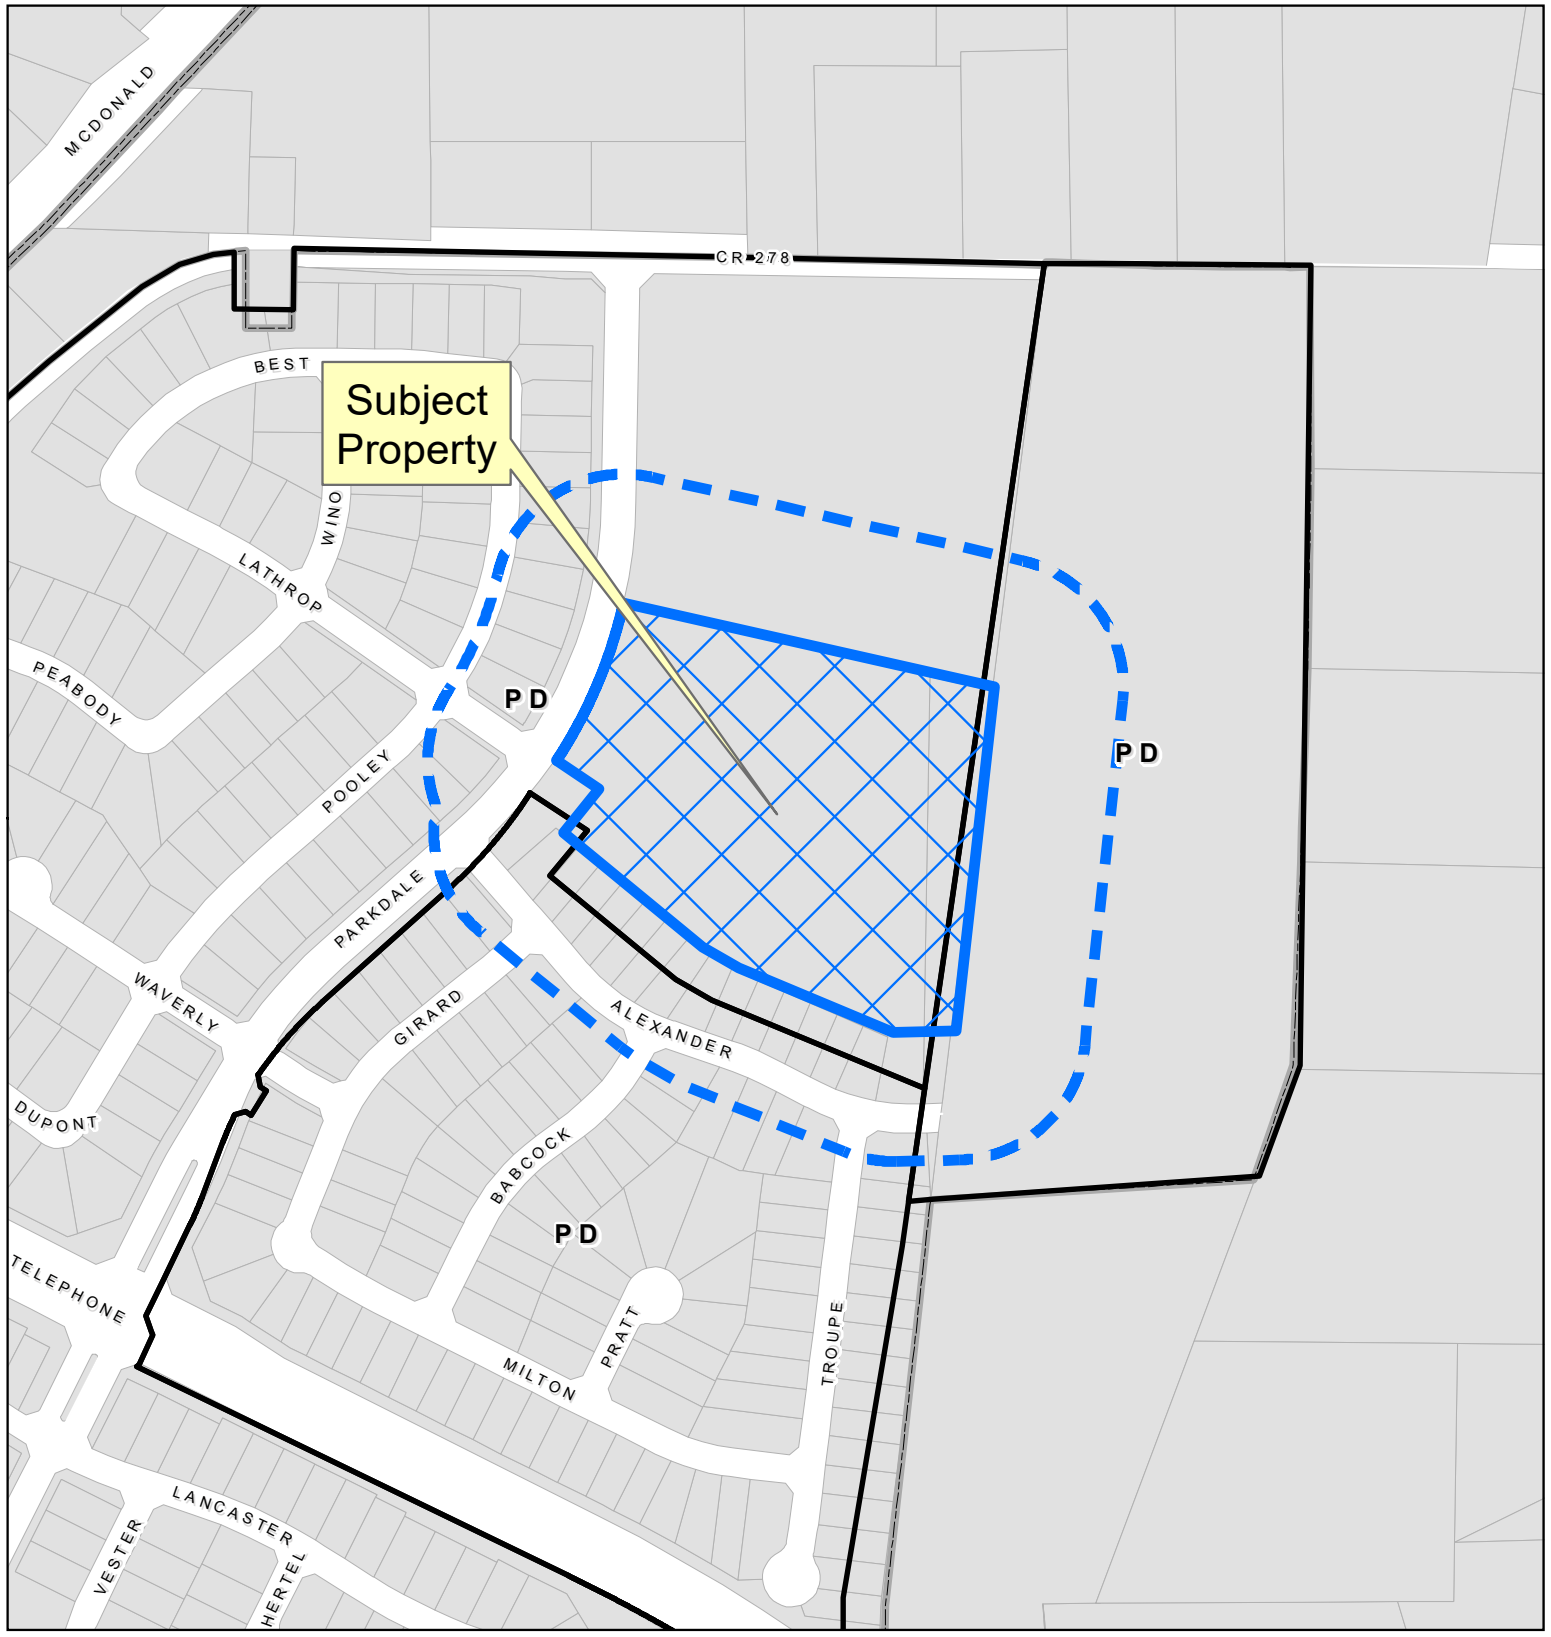 MCDONALD
CR 278
BEST
Subject
Property
WINO
LATHROP
PEABODY
PD
PD
POOLEY
PARKDALE
WAVERLY
GIRARD
ALEXANDER
DUPONT
BABCOCK
PD
TELEPHONE
PRATT
TROUPE
MILTON
LANCASTER
VESTER
HERTEL